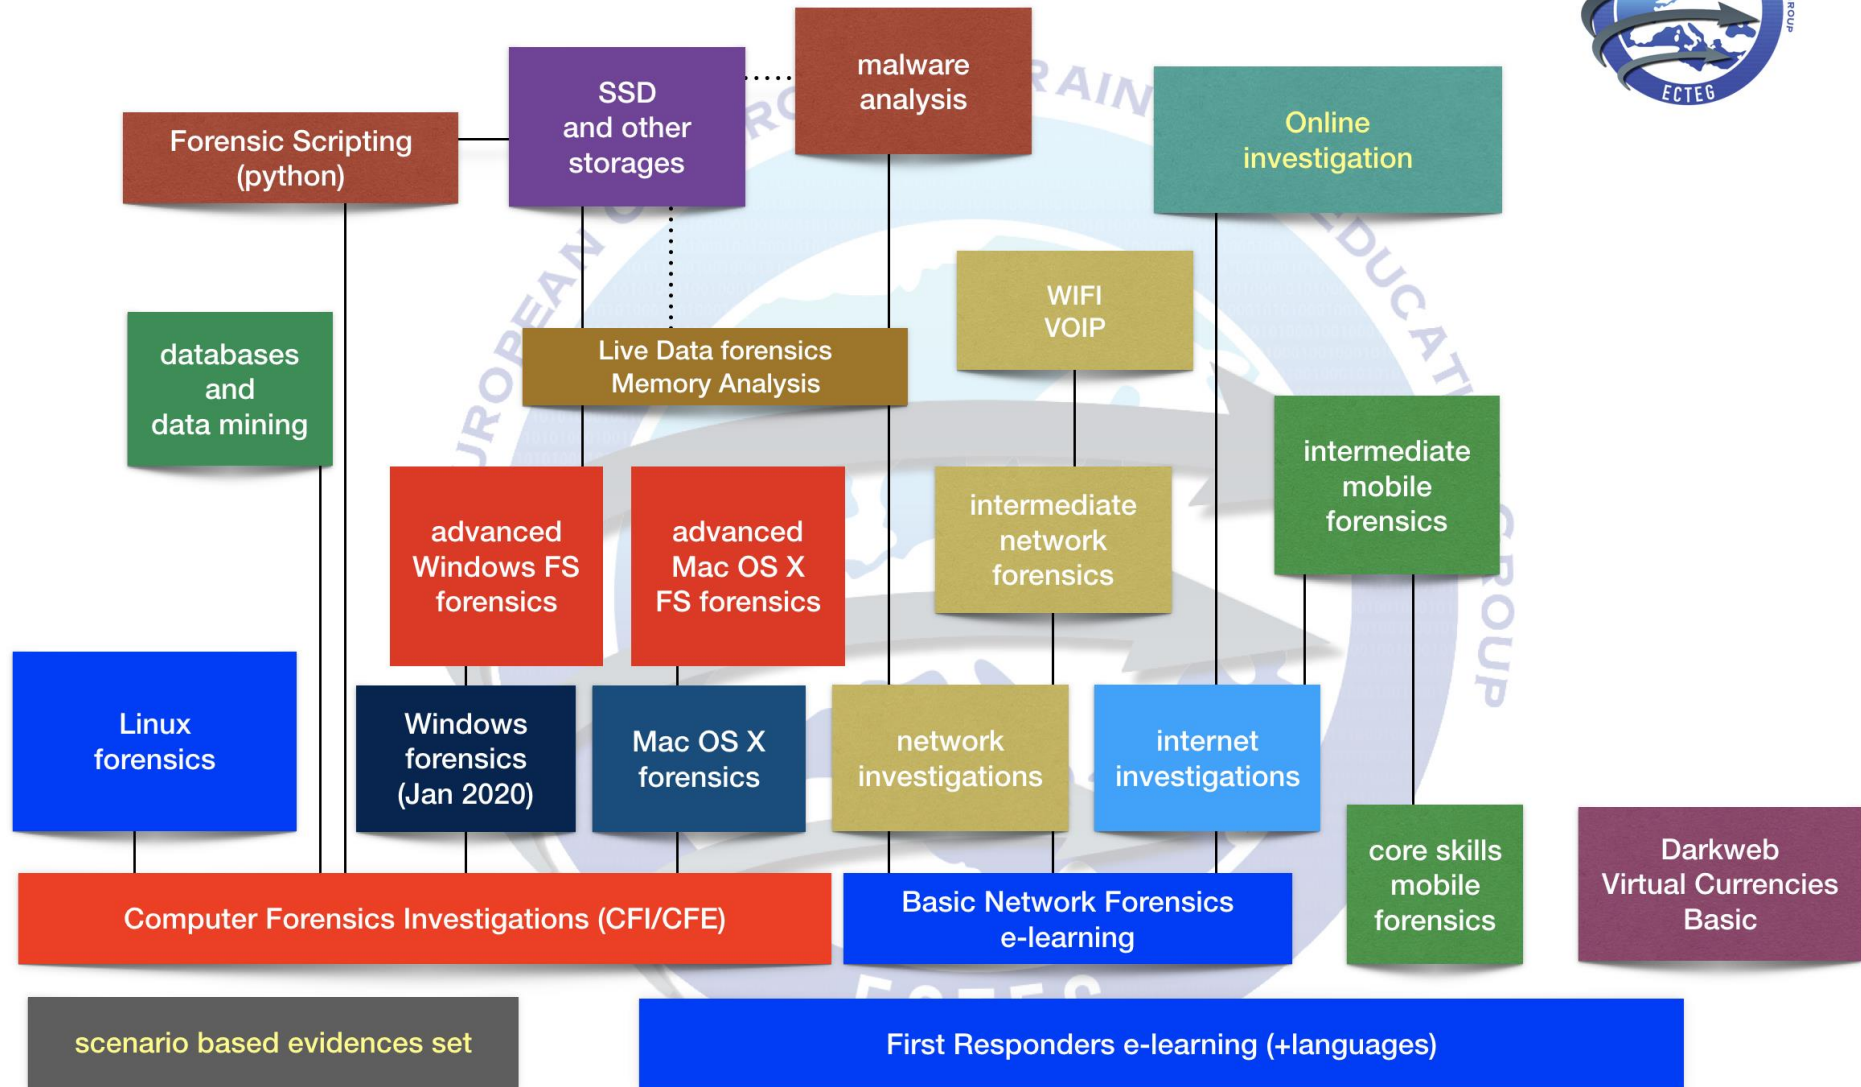 malware
analysis
SSD
and other
storages
Forensic Scripting
(python)
Online
investigation
ROUP
ECTEG
WIFI
VOIP
databases
and
data mining
Live Data forensics
Memory Analysis
intermediate
mobile
forensics
advanced
Windows FS
forensics
advanced
Mac OS X
FS forensics
intermediate
network
forensics
Linux
forensics
Windows
forensics
(Jan 2020)
Mac OS X
forensics
network
investigations
internet
investigations
core skills
mobile
forensics
Darkweb
Virtual Currencies
Basic
Computer Forensics Investigations (CFI/CFE)
Basic Network Forensics
e-learning
scenario based evidences set
First Responders e-learning (+languages)
GROUP